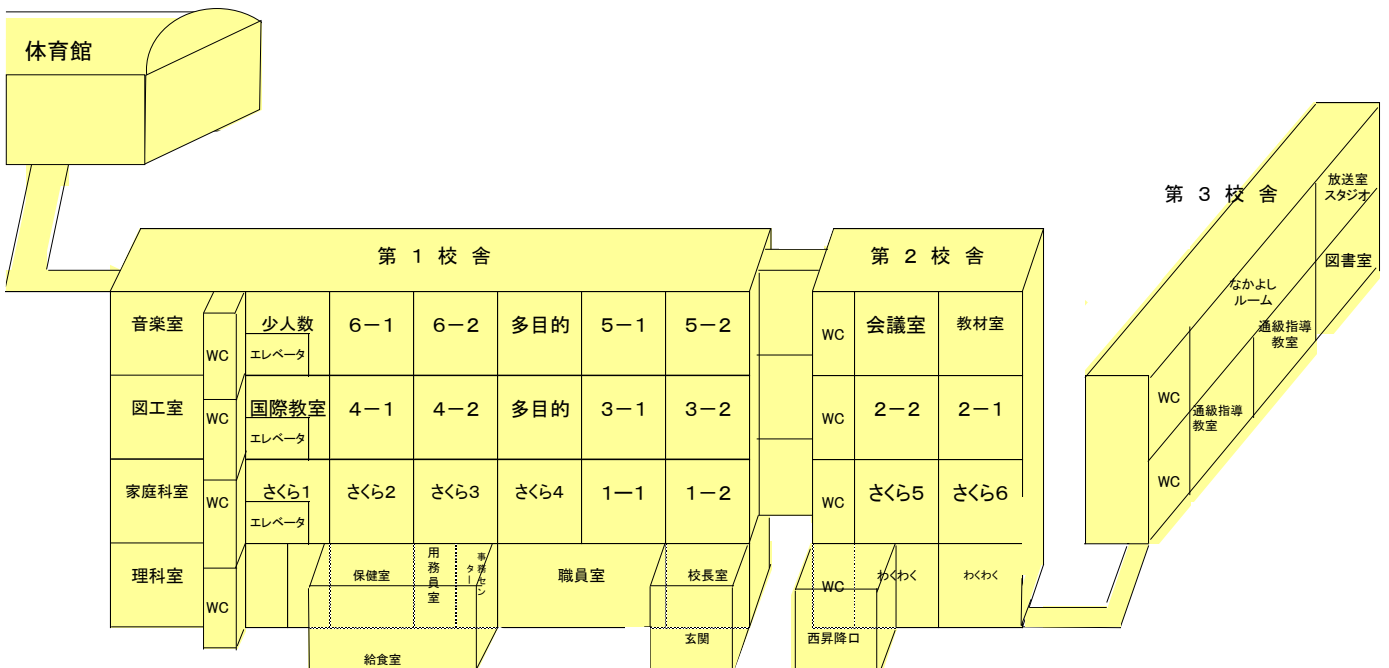 体育館
第 1 校 舎
第 2 校 舎
第 3 校 舎
音楽室
WC
少人数
エレベータ
6－1
6－2
多目的
5－1
5－2
WC
会議室
教材室
図工室
WC
国際教室
エレベータ
4－1
4－2
多目的
3－1
3－2
WC
2－2
2－1
家庭科室
WC
さくら1
エレベータ
さくら2
さくら3
さくら4
1－1
1－2
WC
さくら5
さくら6
理科室
WC
保健室
用務員室
事務セン
ター
職員室
校長室
WC
わくわく
わくわく
給食室
玄関
西昇降口
放送室
スタジオ
図書室
なかよし
ルーム
通級指導
教室
WC
通級指導
教室
WC